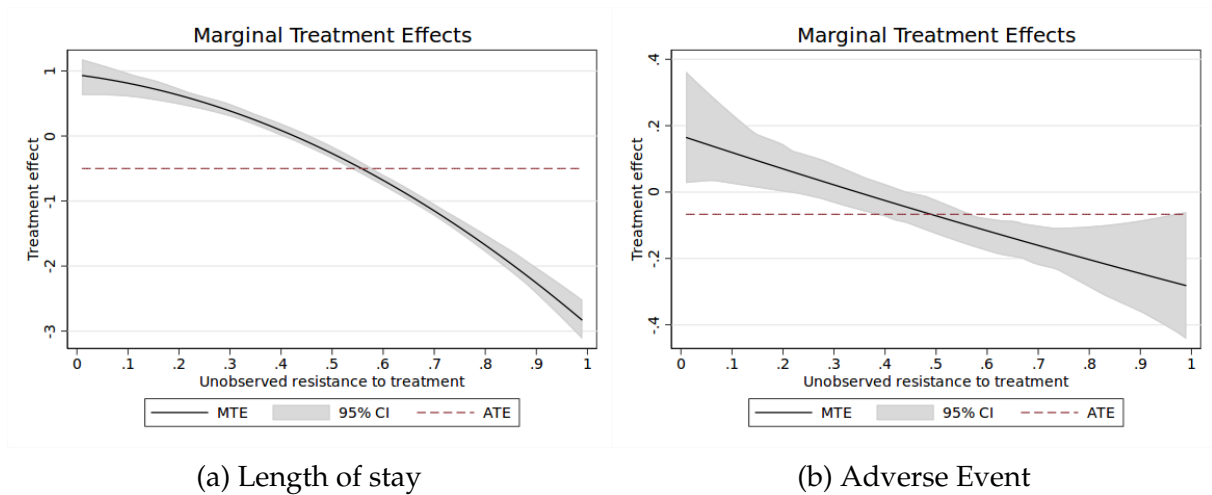 Marginal Treatment Effects
Treatment effect
1
0
-1
-2
-3
0 .1 .2 .3 .4 .5 .6 .7 .8 .9 1
Unobserved resistance to treatment
MTE 95% CI ATE
(a) Length of stay
Marginal Treatment Effects
Treatment effect
.4
.2
0
-.2
-.4
0 .1 .2 .3 .4 .5 .6 .7 .8 .9 1
Unobserved resistance to treatment
MTE 95% CI ATE
(b) Adverse Event